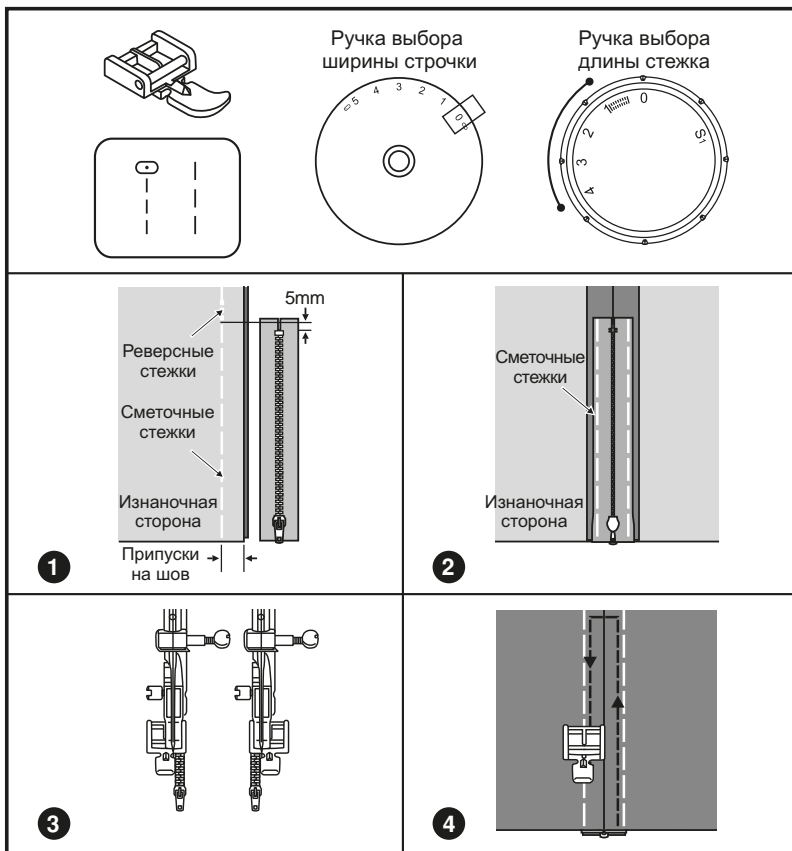 Ручка выбора
ширины строчки
Ручка выбора
длины стежка
5 4 3 2 1 0
0 1 2 3 4 S1
5mm
Реверсные
стежки
Сметочные
стежки
Изнаночная
сторона
Припуски
на шов
1
Сметочные
стежки
Изнаночная
сторона
2
3
4